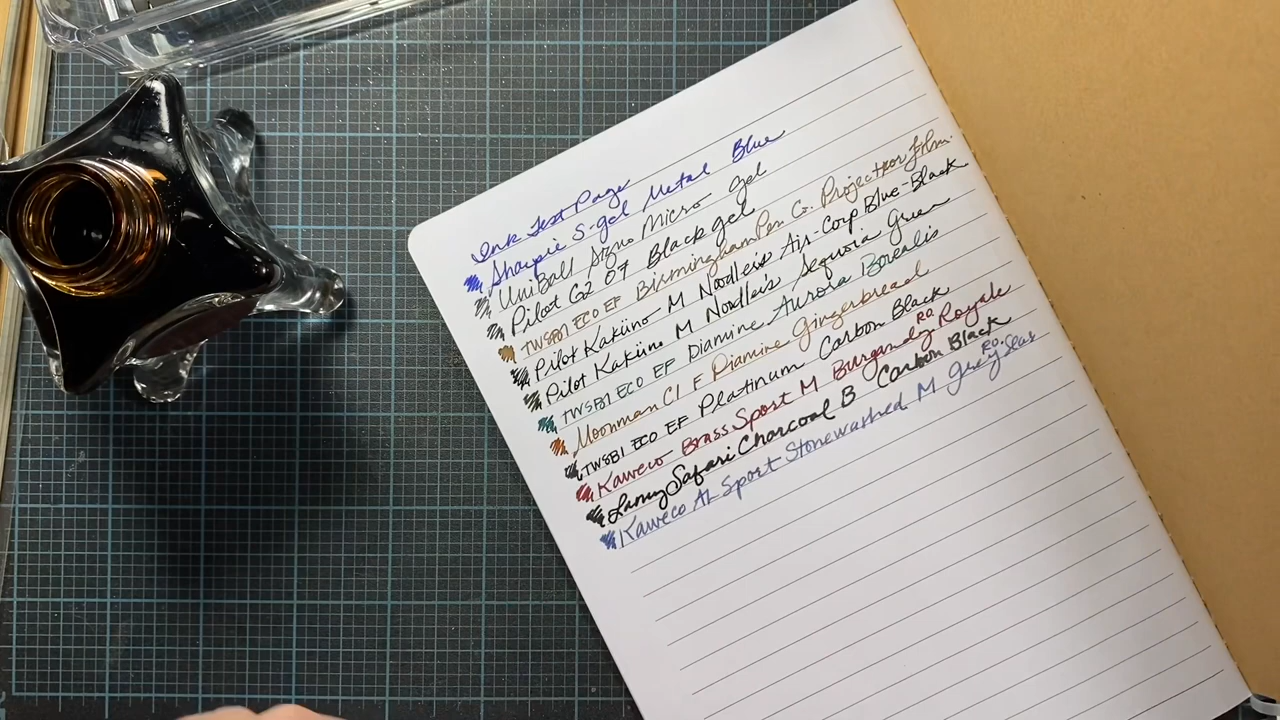 Ink Test Page
Sharpie S-gel Metal Blue
UniBall Signo Micro gel
Pilot G2 07 Black gel
TWSBI ECO EF Birmingham Pen Co. Projector Film.
Pilot Kakuno M Noodler's Air-Corp Blue-Black
Pilot Kakuno M Noodler's Sequoia Green
TWSBI ECO EF Diamine Aurora Borealis
Moonman C1 F Diamine Gingerbread
TWSBI ECO EF Platinum Carbon Black
Kaweco Brass Sport M Burgandy R.O. Royale
Lamy Safari Charcoal B Carbon Black
Kaweco AL Sport Stonewashed M Grey R.O. Seas